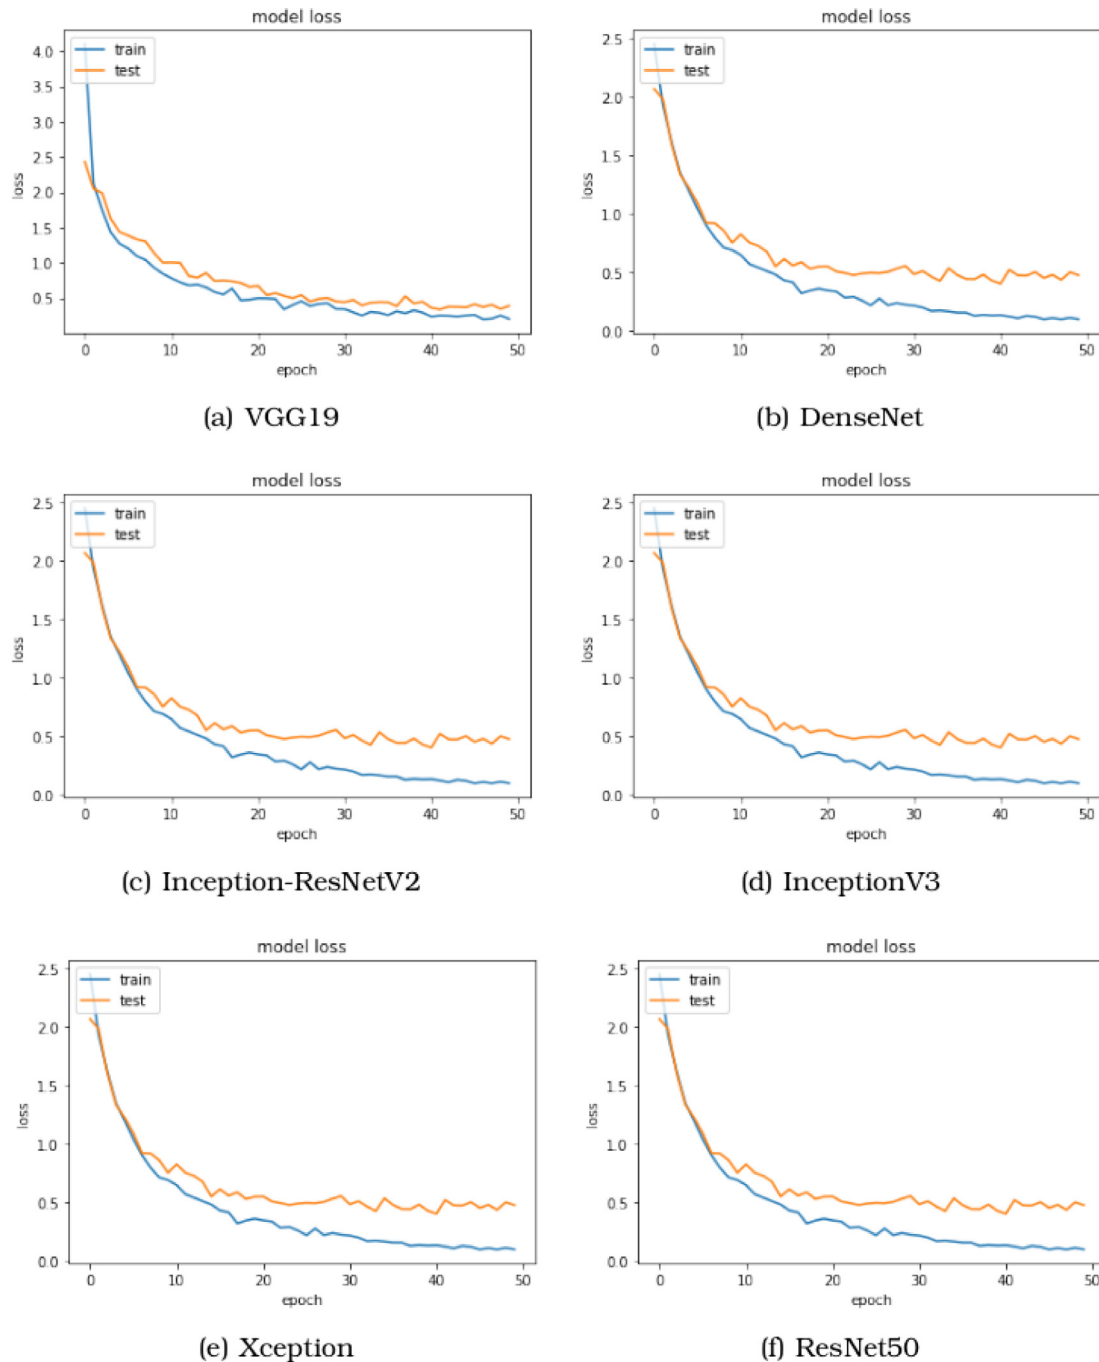 model loss
4.0
3.5
3.0
2.5
2.0
1.5
1.0
0.5
loss
train
test
0 10 20 30 40 50
epoch
(a) VGG19
model loss
2.5
2.0
1.5
1.0
0.5
0.0
loss
train
test
0 10 20 30 40 50
epoch
(b) DenseNet
model loss
2.5
2.0
1.5
1.0
0.5
0.0
loss
train
test
0 10 20 30 40 50
epoch
(c) Inception-ResNetV2
model loss
2.5
2.0
1.5
1.0
0.5
0.0
loss
train
test
0 10 20 30 40 50
epoch
(d) InceptionV3
model loss
2.5
2.0
1.5
1.0
0.5
0.0
loss
train
test
0 10 20 30 40 50
epoch
(e) Xception
model loss
2.5
2.0
1.5
1.0
0.5
0.0
loss
train
test
0 10 20 30 40 50
epoch
(f) ResNet50